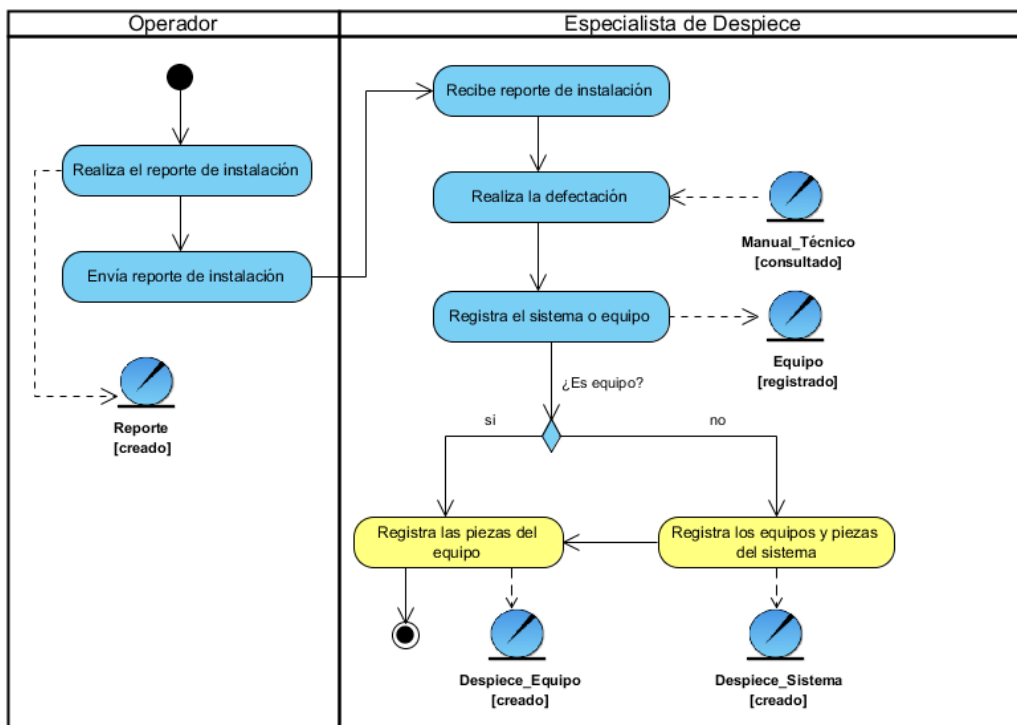 Operador
Especialista de Despiece
Realiza el reporte de instalación
Envía reporte de instalación
Reporte
[creado]
Recibe reporte de instalación
Realiza la defectación
Manual_Técnico
[consultado]
Registra el sistema o equipo
Equipo
[registrado]
¿Es equipo?
si
no
Registra las piezas del
equipo
Registra los equipos y piezas
del sistema
Despiece_Equipo
[creado]
Despiece_Sistema
[creado]